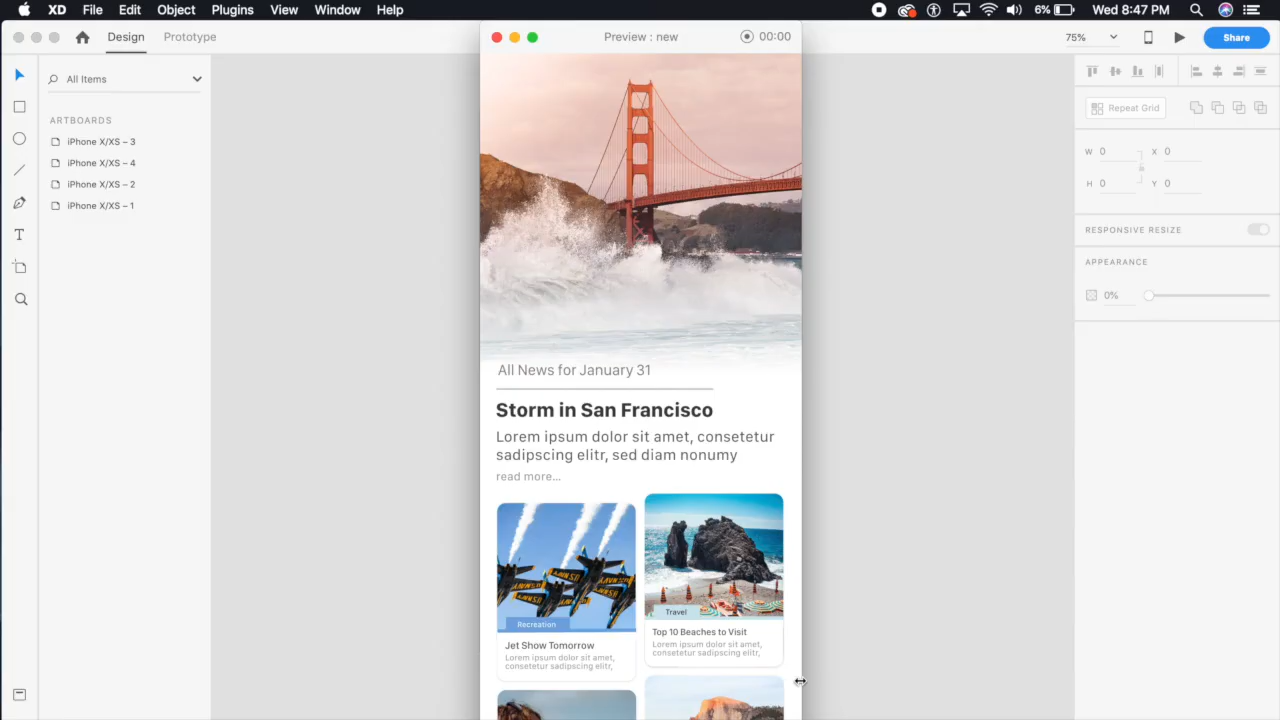 XD File Edit Object Plugins View Window Help 6% Wed 8:47 PM
Design Prototype
Preview : new
00:00
75%
Share
All Items
ARTBOARDS
iPhone X/XS – 3
iPhone X/XS – 4
iPhone X/XS – 2
iPhone X/XS – 1
Repeat Grid
W 0 X 0
H 0 Y 0
RESPONSIVE RESIZE
APPEARANCE
0%
All News for January 31
Storm in San Francisco
Lorem ipsum dolor sit amet, consetetur
sadipscing elitr, sed diam nonumy
read more...
Recreation
Jet Show Tomorrow
Lorem ipsum dolor sit amet,
consetetur sadipscing elitr,
Travel
Top 10 Beaches to Visit
Lorem ipsum dolor sit amet,
consetetur sadipscing elitr,